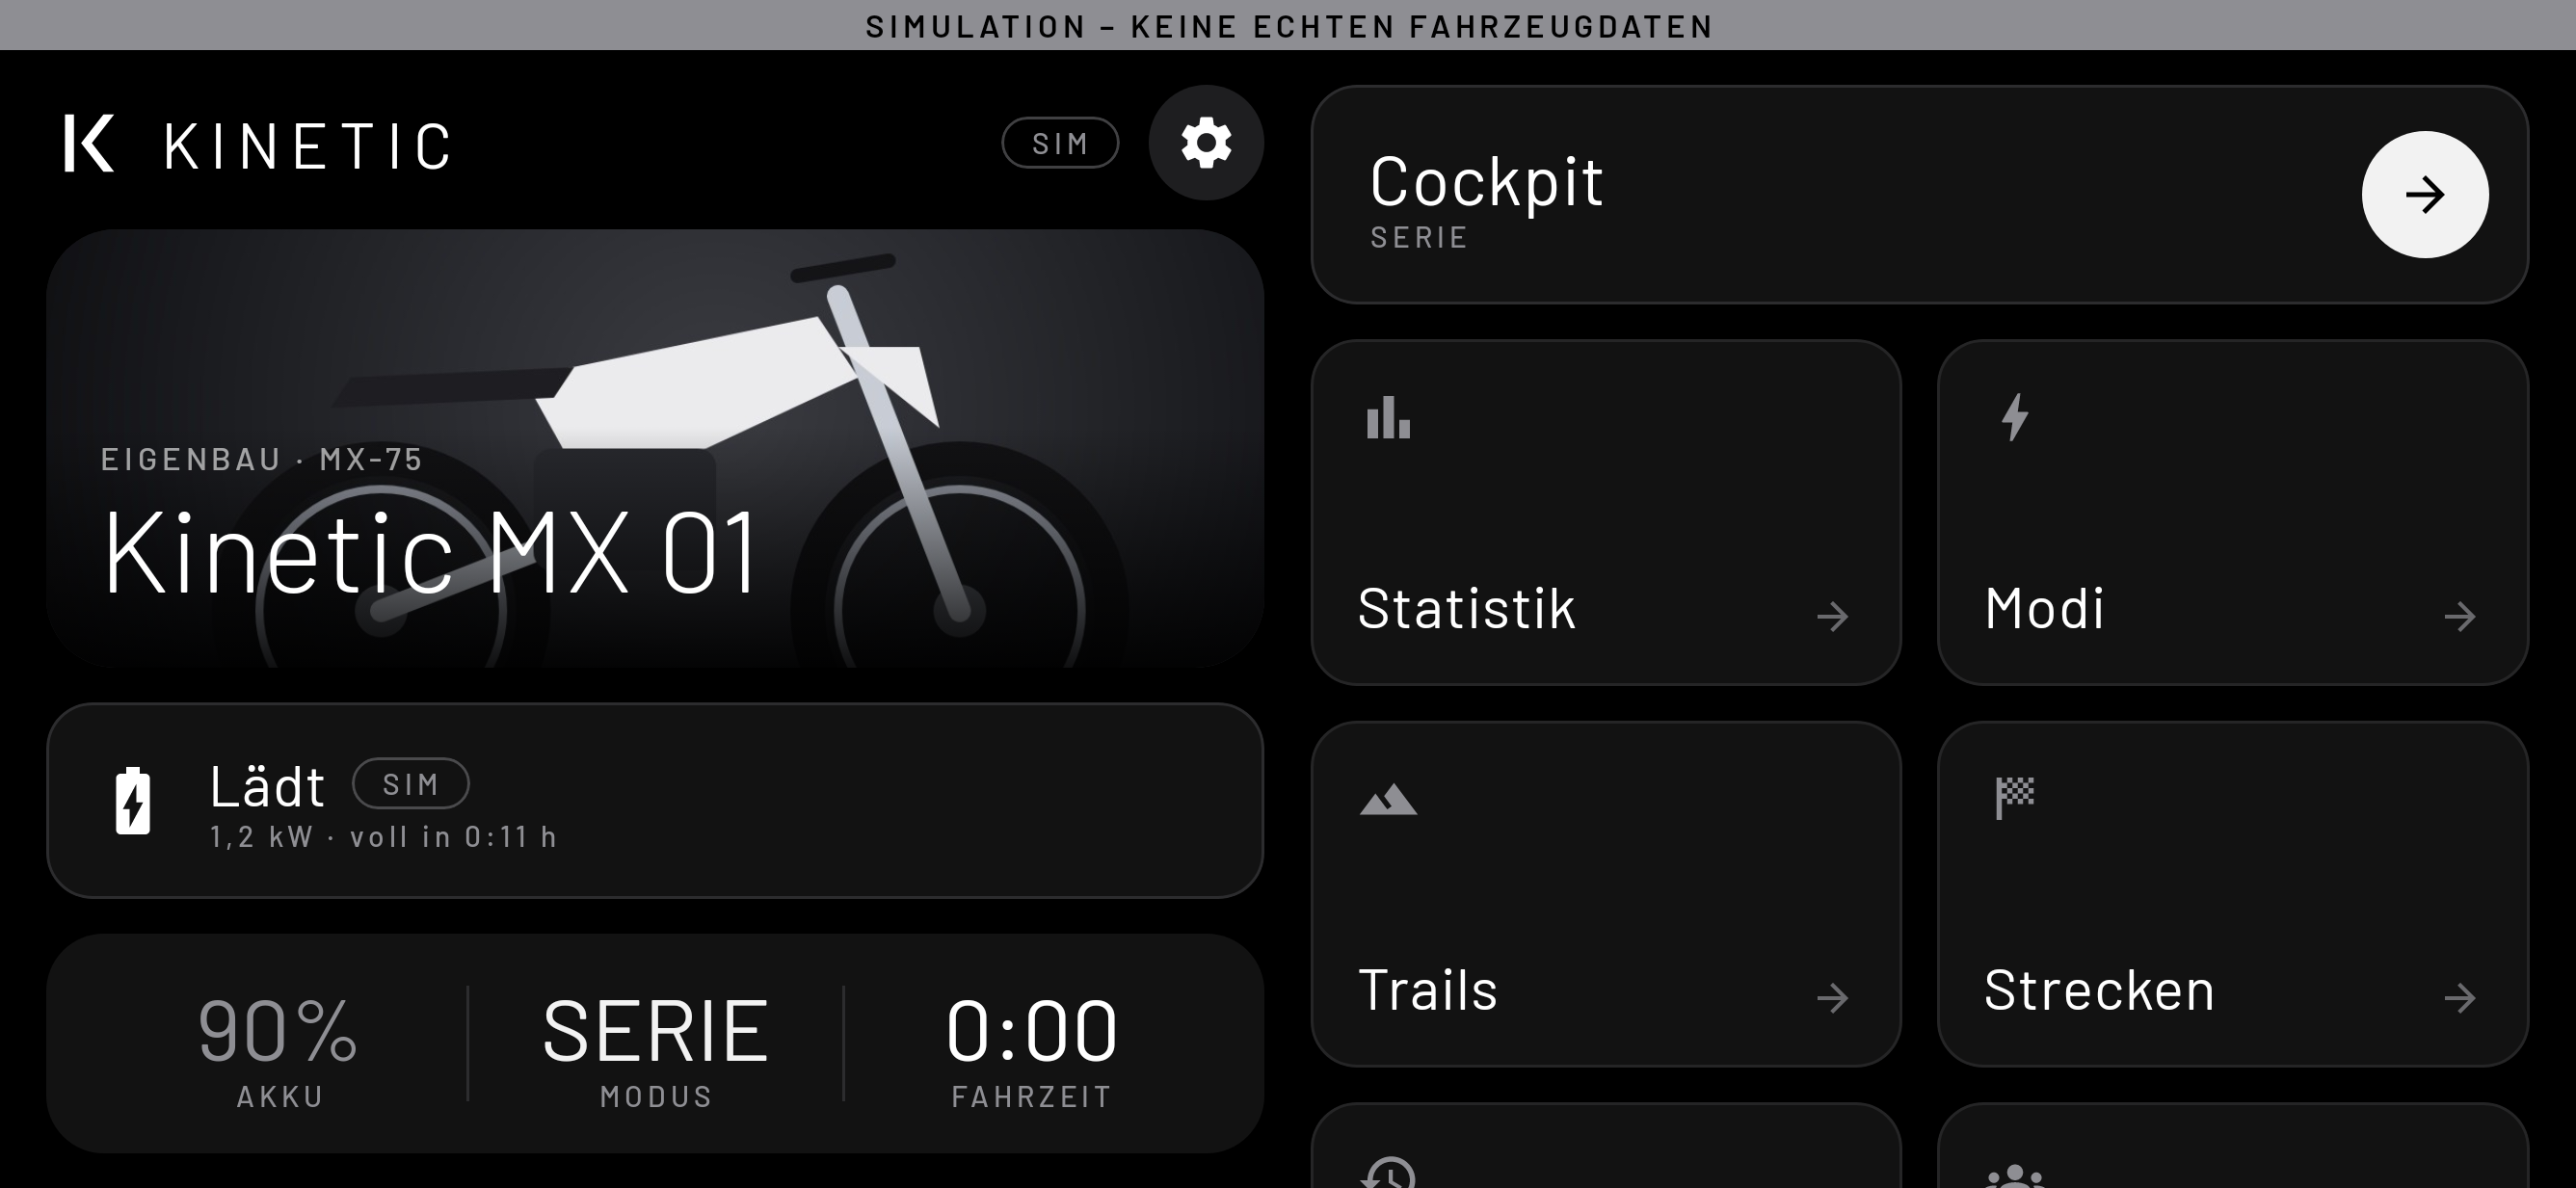 SIMULATION – KEINE ECHTEN FAHRZEUGDATEN
K KINETIC
SIM
EIGENBAU · MX-75
Kinetic MX 01
Lädt SIM
1,2 kW · voll in 0:11 h
90% SERIE 0:00
AKKU MODUS FAHRZEIT
Cockpit
SERIE
Statistik
Modi
Trails
Strecken